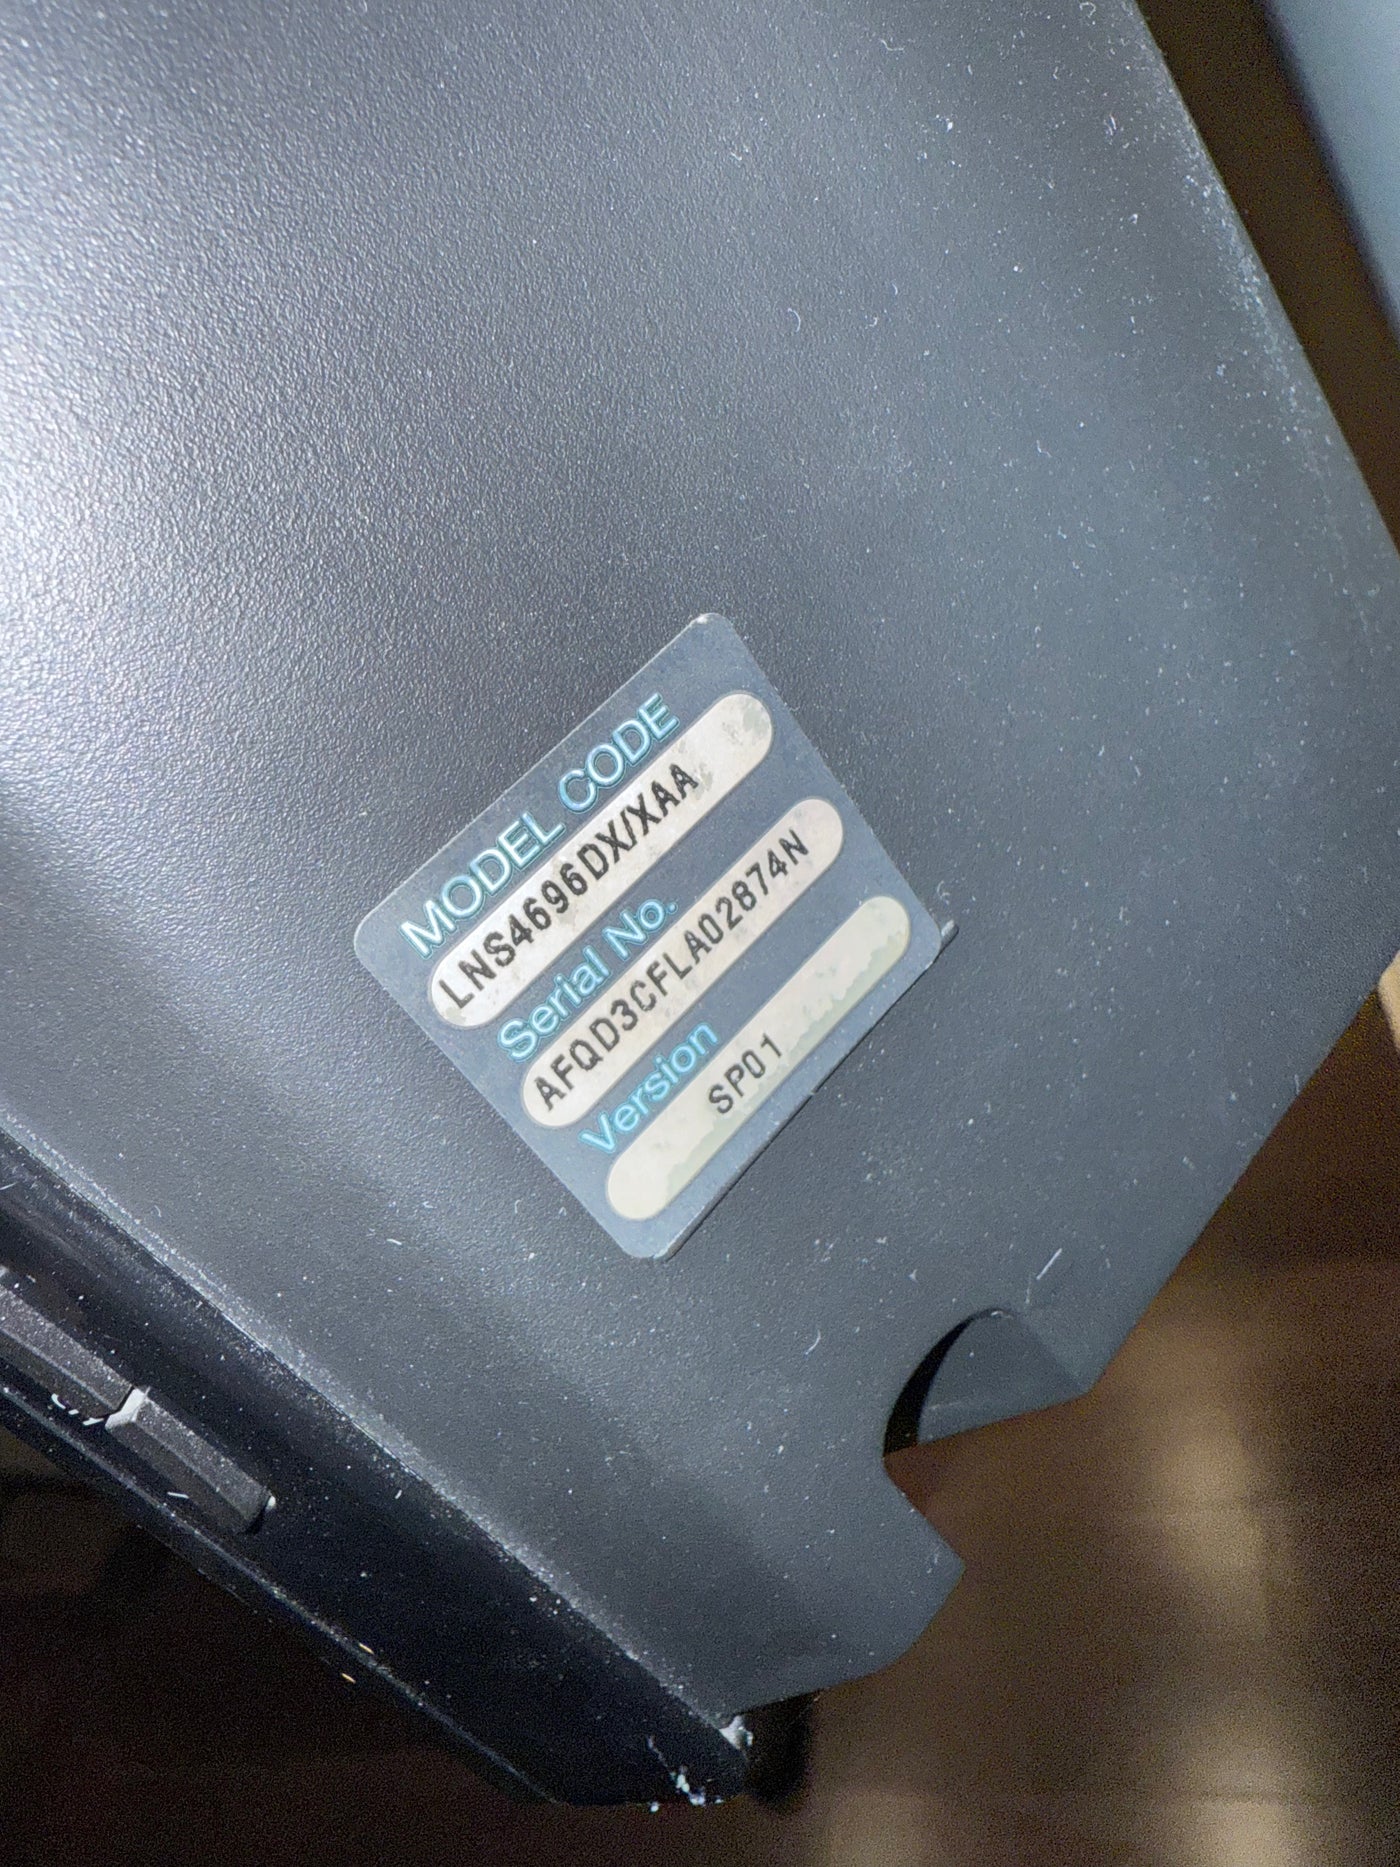 MODEL CODE
LNS4696DX/XAA
Serial No.
AFQD3CFLA02874N
Version
SP01